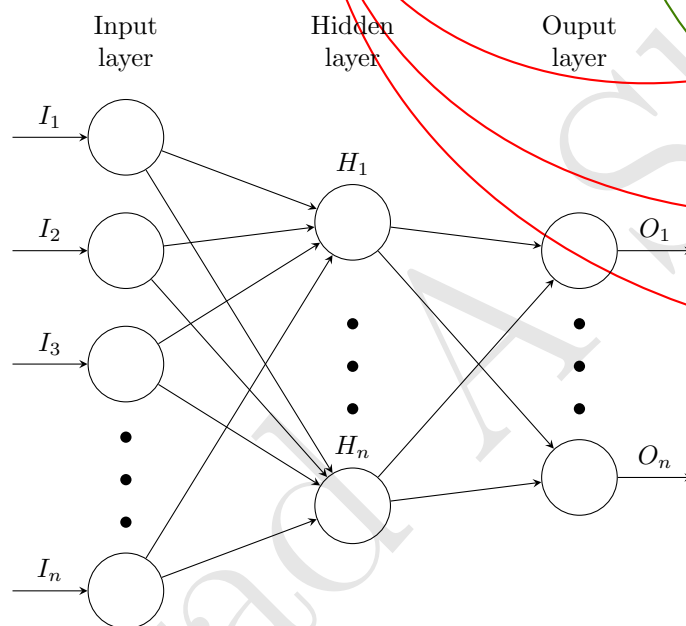 Input layer
Hidden layer
Ouput layer
I₁
I₂
I₃
Iₙ
H₁
Hₙ
O₁
Oₙ